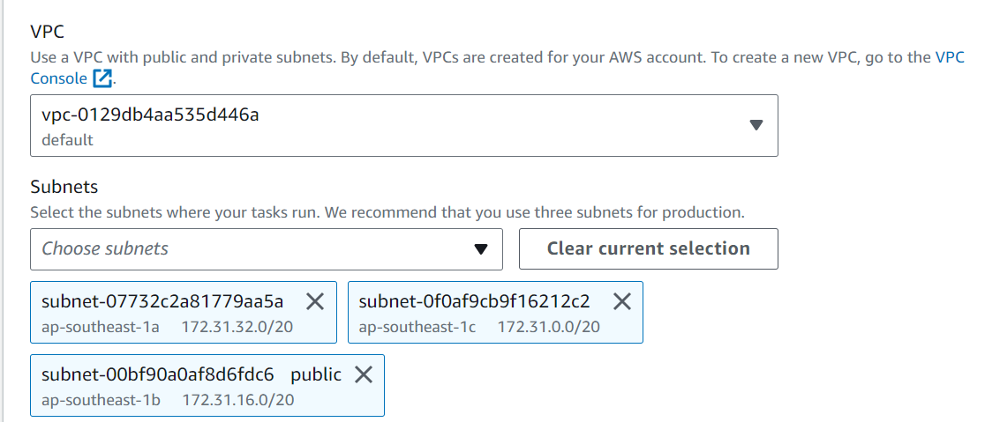 VPC
Use a VPC with public and private subnets. By default, VPCs are created for your AWS account. To create a new VPC, go to the VPC
Console.
vpc-0129db4aa535d446a
default
Subnets
Select the subnets where your tasks run. We recommend that you use three subnets for production.
Choose subnets
Clear current selection
subnet-07732c2a81779aa5a
ap-southeast-1a 172.31.32.0/20
subnet-0f0af9cb9f16212c2
ap-southeast-1c 172.31.0.0/20
subnet-00bf90a0af8d6fdc6 public
ap-southeast-1b 172.31.16.0/20